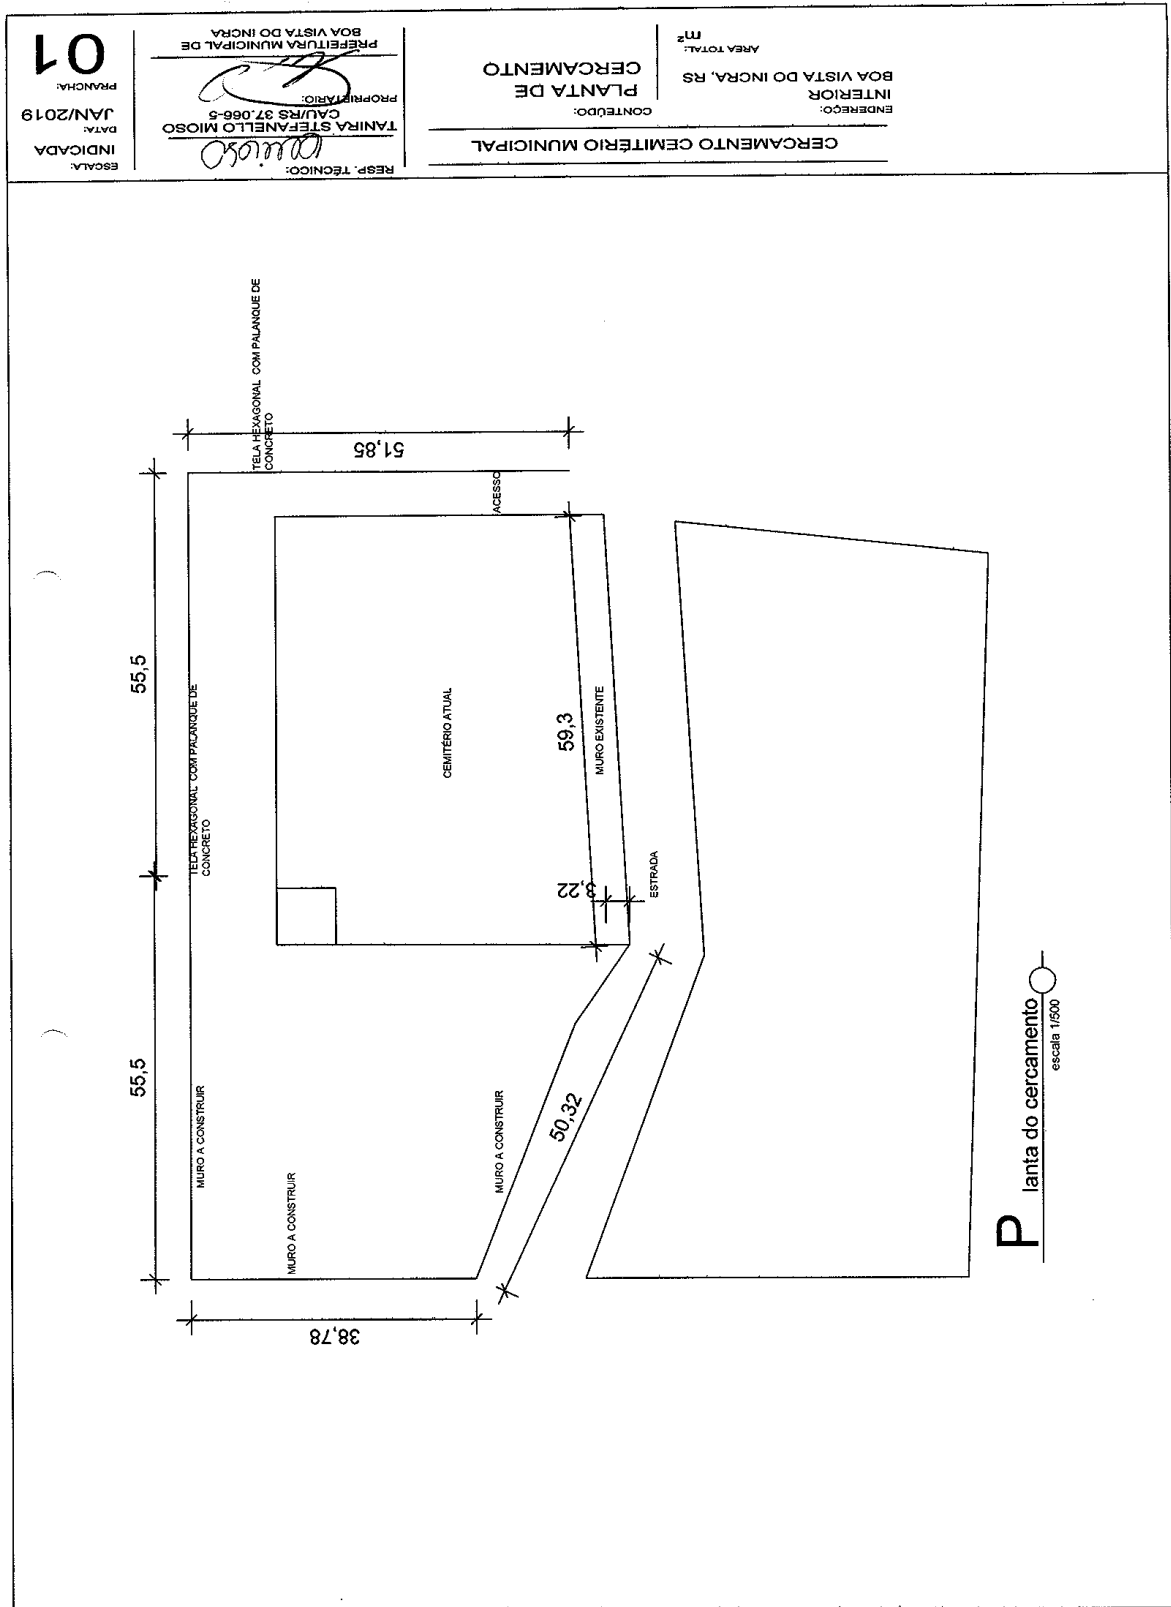 CERCAMENTO CEMITÉRIO MUNICIPAL
ENDEREÇO:
INTERIOR
BOA VISTA DO INCRA, RS
ÁREA TOTAL:
m²
CONTEÚDO:
PLANTA DE
CERCAMENTO
RESP. TÉCNICO:
TANIRA STEFANELLO MIOSO
CAU/RS 37.066-5
PROPRIETÁRIO:
PREFEITURA MUNICIPAL DE
BOA VISTA DO INCRA
ESCALA:
INDICADA
DATA:
JAN/2019
PRANCHA:
01
55,5
55,5
TELA HEXAGONAL COM PALANQUE DE
CONCRETO
TELA HEXAGONAL COM PALANQUE DE
CONCRETO
51,85
ACESSO
CEMITÉRIO ATUAL
59,3
MURO EXISTENTE
3,22
ESTRADA
MURO A CONSTRUIR
MURO A CONSTRUIR
MURO A CONSTRUIR
50,32
38,78
Planta do cercamento
escala 1/500